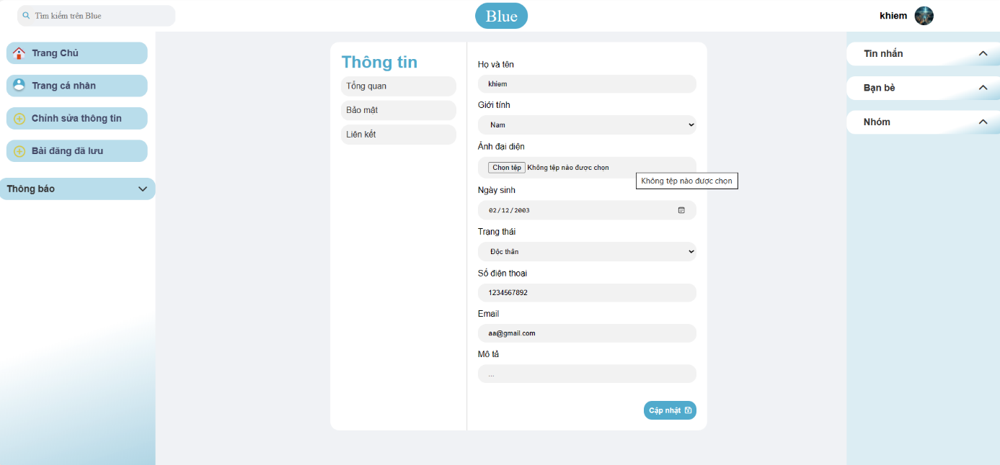 Tìm kiếm trên Blue
Blue
khiem
Trang Chủ
Trang cá nhân
Chỉnh sửa thông tin
Bài đăng đã lưu
Thông báo
Thông tin
Tổng quan
Bảo mật
Liên kết
Họ và tên
khiem
Giới tính
Nam
Ảnh đại diện
Chọn tệp Không tệp nào được chọn
Không tệp nào được chọn
Ngày sinh
02/12/2003
Trạng thái
Độc thân
Số điện thoại
1234567892
Email
aa@gmail.com
Mô tả
...
Cập nhật
Tin nhắn
Bạn bè
Nhóm